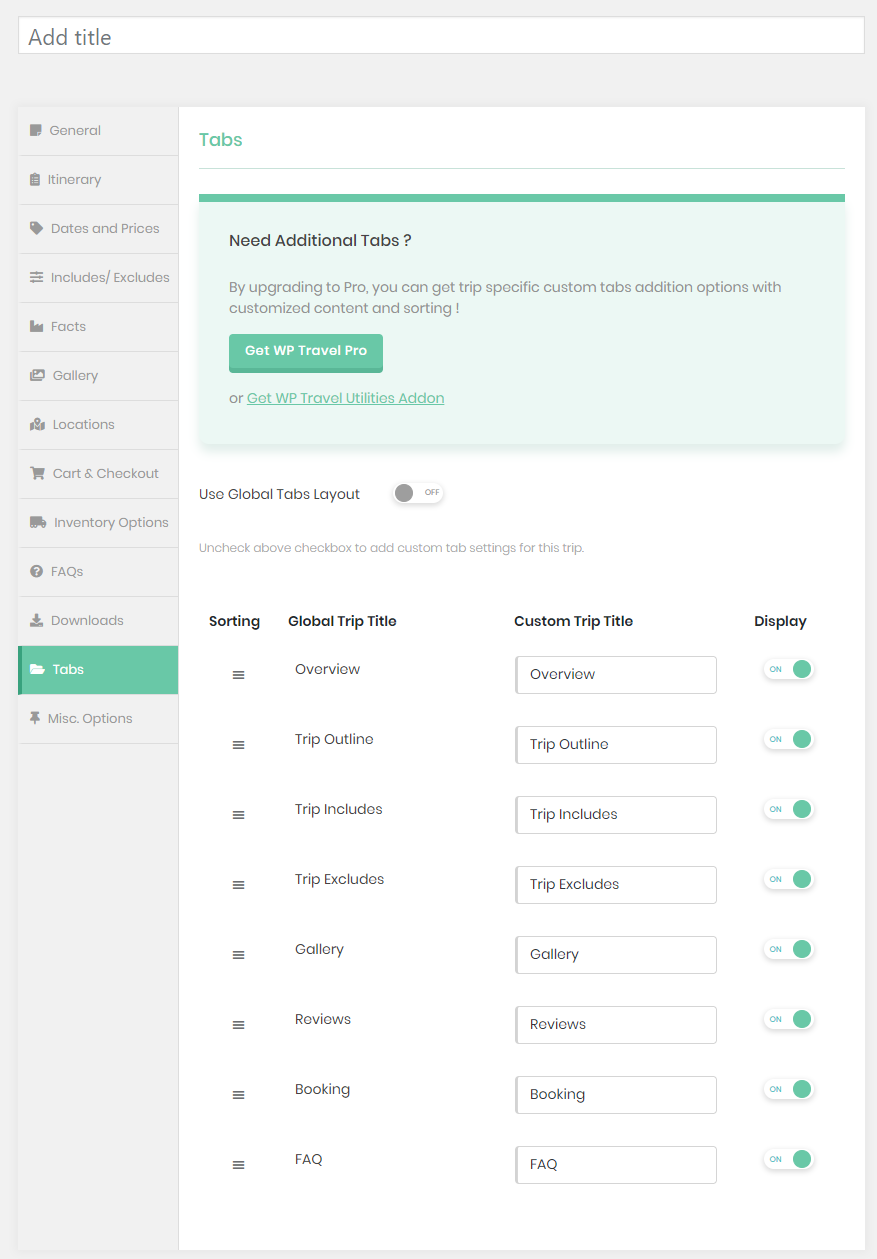 Add title
General
Itinerary
Dates and Prices
Includes/ Excludes
Facts
Gallery
Locations
Cart & Checkout
Inventory Options
FAQs
Downloads
Tabs
Misc. Options
Tabs
Need Additional Tabs ?
By upgrading to Pro, you can get trip specific custom tabs addition options with
customized content and sorting !
Get WP Travel Pro
or Get WP Travel Utilities Addon
Use Global Tabs Layout OFF
Uncheck above checkbox to add custom tab settings for this trip.
Sorting Global Trip Title Custom Trip Title Display
Overview Overview ON
Trip Outline Trip Outline ON
Trip Includes Trip Includes ON
Trip Excludes Trip Excludes ON
Gallery Gallery ON
Reviews Reviews ON
Booking Booking ON
FAQ FAQ ON